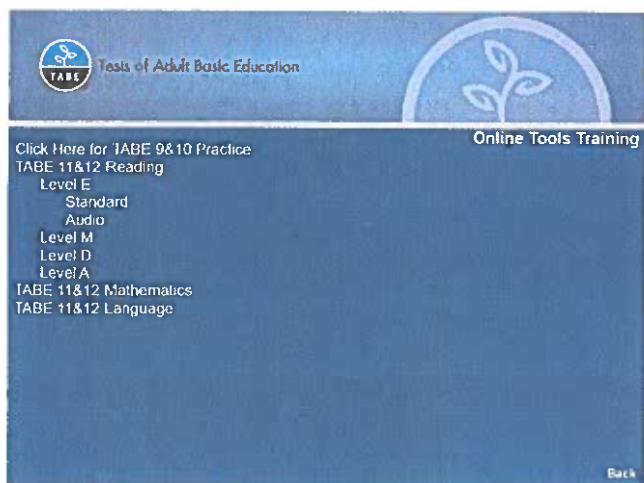 TABE
Tests of Adult Basic Education
Online Tools Training
Click Here for TABE 9&10 Practice
TABE 11&12 Reading
Level E
Standard
Audio
Level M
Level D
Level A
TABE 11&12 Mathematics
TABE 11&12 Language
Back